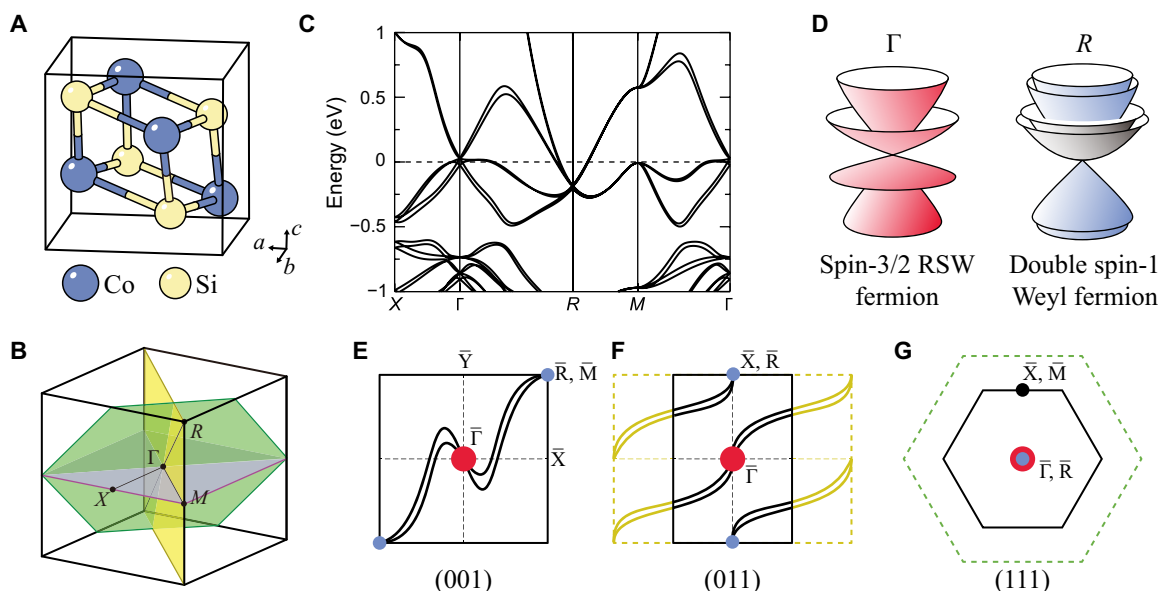 A
a
c
b
Co
Si
B
R
Γ
X
M
C
Energy (eV)
1
0.5
0
−0.5
−1
X
Γ
R
M
Γ
D
Γ
R
Spin-3/2 RSW
fermion
Double spin-1
Weyl fermion
E
Y̅
R̅, M̅
Γ̅
X̅
(001)
F
X̅, R̅
Γ̅
(011)
G
X̅, M̅
Γ̅, R̅
(111)